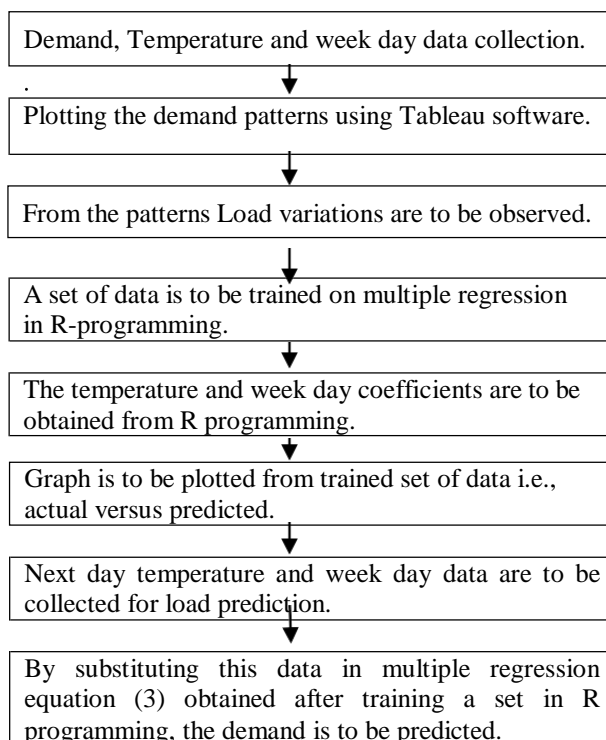 Demand, Temperature and week day data collection.
.
Plotting the demand patterns using Tableau software.
From the patterns Load variations are to be observed.
A set of data is to be trained on multiple regression
in R-programming.
The temperature and week day coefficients are to be
obtained from R programming.
Graph is to be plotted from trained set of data i.e.,
actual versus predicted.
Next day temperature and week day data are to be
collected for load prediction.
By substituting this data in multiple regression
equation (3) obtained after training a set in R
programming, the demand is to be predicted.